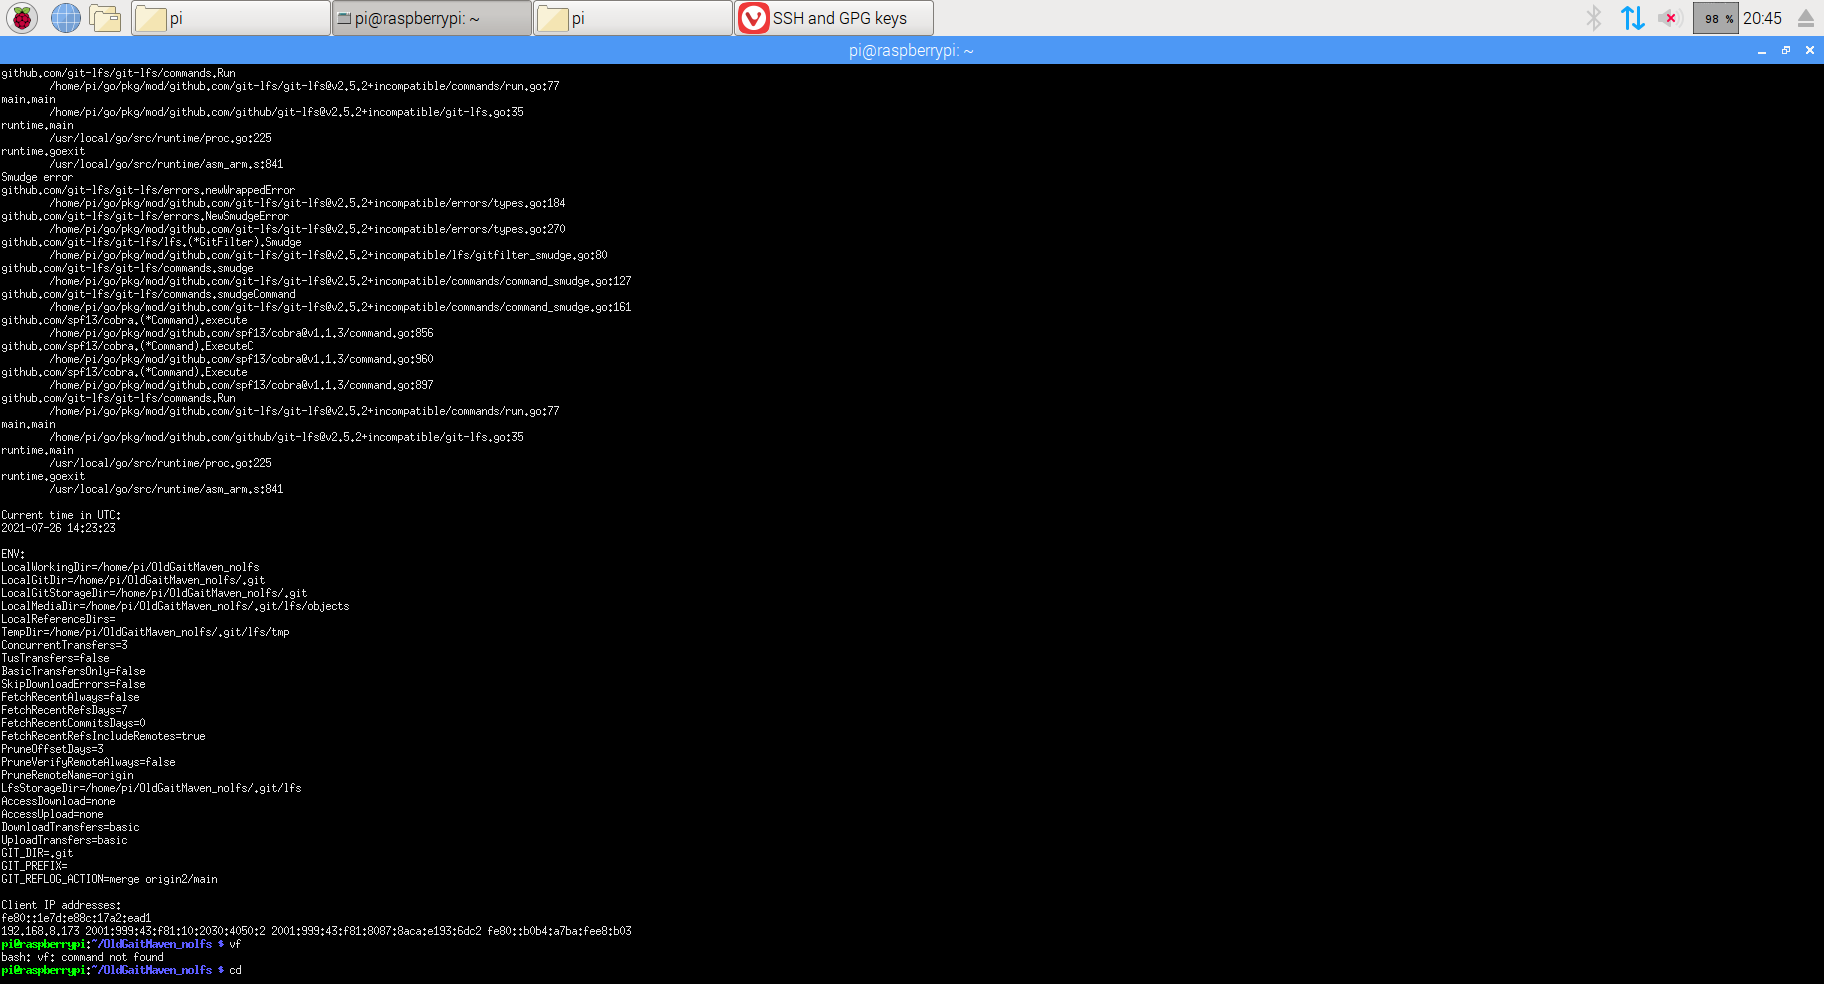 pi
pi@raspberrypi: ~
pi
SSH and GPG keys
98 %
20:45
pi@raspberrypi: ~
github.com/git-lfs/git-lfs/commands.Run
/home/pi/go/pkg/mod/github.com/git-lfs/git-lfs@v2.5.2+incompatible/commands/run.go:77
main.main
/home/pi/go/pkg/mod/github.com/github/git-lfs@v2.5.2+incompatible/git-lfs.go:35
runtime.main
/usr/local/go/src/runtime/proc.go:225
runtime.goexit
/usr/local/go/src/runtime/asm_arm.s:841
Smudge error
github.com/git-lfs/git-lfs/errors.newWrappedError
/home/pi/go/pkg/mod/github.com/git-lfs/git-lfs@v2.5.2+incompatible/errors/types.go:184
github.com/git-lfs/git-lfs/errors.NewSmudgeError
/home/pi/go/pkg/mod/github.com/git-lfs/git-lfs@v2.5.2+incompatible/errors/types.go:270
github.com/git-lfs/git-lfs/lfs.(*GitFilter).Smudge
/home/pi/go/pkg/mod/github.com/git-lfs/git-lfs@v2.5.2+incompatible/lfs/gitfilter_smudge.go:80
github.com/git-lfs/git-lfs/commands.smudge
/home/pi/go/pkg/mod/github.com/git-lfs/git-lfs@v2.5.2+incompatible/commands/command_smudge.go:127
github.com/git-lfs/git-lfs/commands.smudgeCommand
/home/pi/go/pkg/mod/github.com/git-lfs/git-lfs@v2.5.2+incompatible/commands/command_smudge.go:161
github.com/spf13/cobra.(*Command).execute
/home/pi/go/pkg/mod/github.com/spf13/cobra@v1.1.3/command.go:856
github.com/spf13/cobra.(*Command).ExecuteC
/home/pi/go/pkg/mod/github.com/spf13/cobra@v1.1.3/command.go:960
github.com/spf13/cobra.(*Command).Execute
/home/pi/go/pkg/mod/github.com/spf13/cobra@v1.1.3/command.go:897
github.com/git-lfs/git-lfs/commands.Run
/home/pi/go/pkg/mod/github.com/git-lfs/git-lfs@v2.5.2+incompatible/commands/run.go:77
main.main
/home/pi/go/pkg/mod/github.com/github/git-lfs@v2.5.2+incompatible/git-lfs.go:35
runtime.main
/usr/local/go/src/runtime/proc.go:225
runtime.goexit
/usr/local/go/src/runtime/asm_arm.s:841
Current time in UTC:
2021-07-26 14:23:23
ENV:
LocalWorkingDir=/home/pi/OldGaitMaven_nolfs
LocalGitDir=/home/pi/OldGaitMaven_nolfs/.git
LocalGitStorageDir=/home/pi/OldGaitMaven_nolfs/.git
LocalMediaDir=/home/pi/OldGaitMaven_nolfs/.git/lfs/objects
LocalReferenceDirs=
TempDir=/home/pi/OldGaitMaven_nolfs/.git/lfs/tmp
ConcurrentTransfers=3
TusTransfers=false
BasicTransfersOnly=false
SkipDownloadErrors=false
FetchRecentAlways=false
FetchRecentRefsDays=7
FetchRecentCommitsDays=0
FetchRecentRefsIncludeRemotes=true
PruneOffsetDays=3
PruneVerifyRemoteAlways=false
PruneRemoteName=origin
LfsStorageDir=/home/pi/OldGaitMaven_nolfs/.git/lfs
AccessDownload=none
AccessUpload=none
DownloadTransfers=basic
UploadTransfers=basic
GIT_DIR=.git
GIT_PREFIX=
GIT_REFLOG_ACTION=merge origin2/main
Client IP addresses:
fe80::1e7d:e88c:17a2:ead1
192.168.8.173 2001:999:43:f81:10:2030:4050:2 2001:999:43:f81:8087:8aca:e193:6dc2 fe80::b0b4:a7ba:fee8:b03
pi@raspberrypi:~/OldGaitMaven_nolfs $ vf
bash: vf: command not found
pi@raspberrypi:~/OldGaitMaven_nolfs $ cd